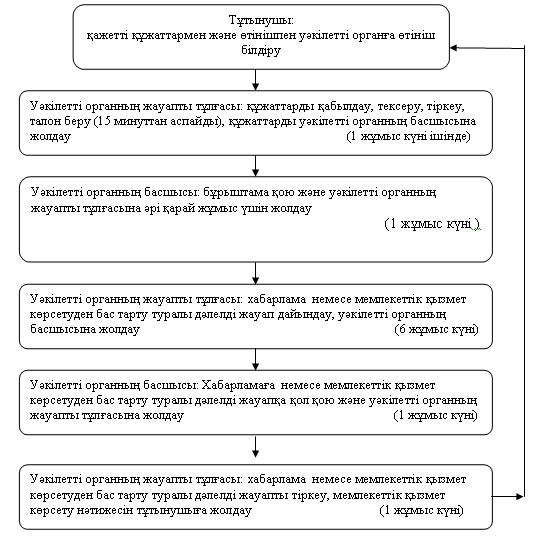 Тұтынушы:
қажетті құжаттармен және өтінішпен уәкілетті органға өтініш
білдіру
Уәкілетті органның жауапты тұлғасы: құжаттарды қабылдау, тексеру, тіркеу,
талон беру (15 минуттан аспайды), құжаттарды уәкілетті органның басшысына
жолдау (1 жұмыс күні ішінде)
Уәкілетті органның басшысы: бұрыштама қою және уәкілетті органның
жауапты тұлғасына әрі қарай жұмыс үшін жолдау
(1 жұмыс күні )
Уәкілетті органның жауапты тұлғасы: хабарлама немесе мемлекеттік қызмет
көрсетуден бас тарту туралы дәлелді жауап дайындау, уәкілетті органның
басшысына жолдау (6 жұмыс күні)
Уәкілетті органның басшысы: Хабарламаға немесе мемлекеттік қызмет
көрсетуден бас тарту туралы дәлелді жауапқа қол қою және уәкілетті органның
жауапты тұлғасына жолдау (1 жұмыс күні)
Уәкілетті органның жауапты тұлғасы: хабарлама немесе мемлекеттік қызмет
көрсетуден бас тарту туралы дәлелді жауапты тіркеу, мемлекеттік қызмет
көрсету нәтижесін тұтынушыға жолдау (1 жұмыс күні)